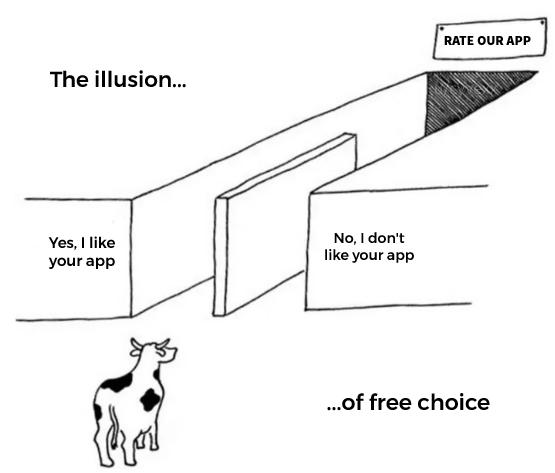 RATE OUR APP
The illusion...
Yes, I like
your app
No, I don't
like your app
...of free choice